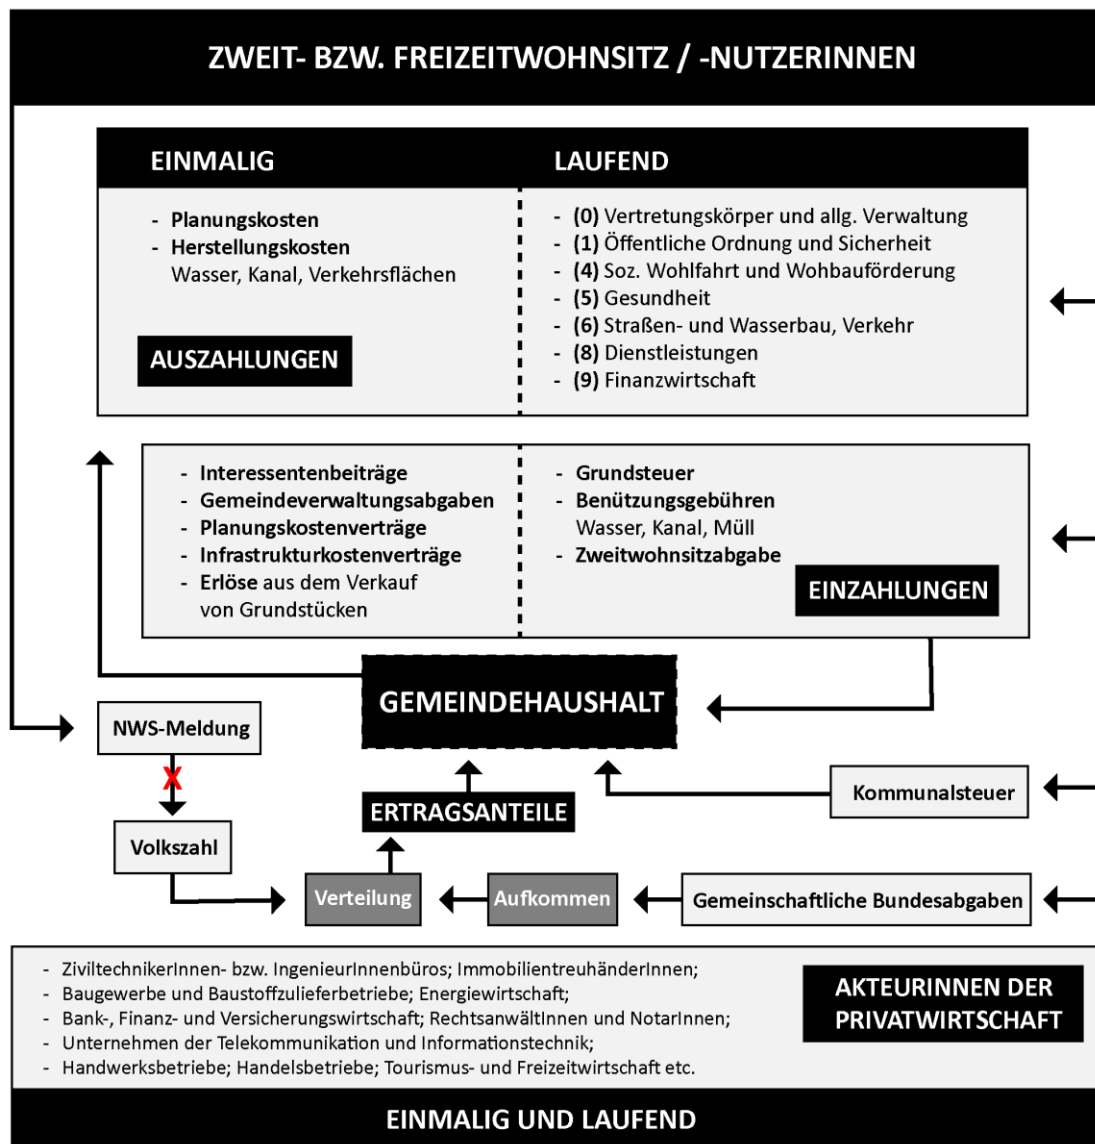 ZWEIT- BZW. FREIZEITWOHNSITZ / -NUTZERINNEN
EINMALIG
- Planungskosten
- Herstellungskosten
Wasser, Kanal, Verkehrsflächen
AUSZAHLUNGEN
LAUFEND
- (0) Vertretungskörper und allg. Verwaltung
- (1) Öffentliche Ordnung und Sicherheit
- (4) Soz. Wohlfahrt und Wohbauförderung
- (5) Gesundheit
- (6) Straßen- und Wasserbau, Verkehr
- (8) Dienstleistungen
- (9) Finanzwirtschaft
- Interessentenbeiträge
- Gemeindeverwaltungsabgaben
- Planungskostenverträge
- Infrastrukturkostenverträge
- Erlöse aus dem Verkauf
von Grundstücken
- Grundsteuer
- Benützungsgebühren
Wasser, Kanal, Müll
- Zweitwohnsitzabgabe
EINZAHLUNGEN
GEMEINDEHAUSHALT
NWS-Meldung
X
Volkszahl
ERTRAGSANTEILE
Kommunalsteuer
Verteilung
Aufkommen
Gemeinschaftliche Bundesabgaben
- ZiviltechnikerInnen- bzw. IngenieurInnenbüros; ImmobilientreuhänderInnen;
- Baugewerbe und Baustoffzulieferbetriebe; Energiewirtschaft;
- Bank-, Finanz- und Versicherungswirtschaft; RechtsanwältInnen und NotarInnen;
- Unternehmen der Telekommunikation und Informationstechnik;
- Handwerksbetriebe; Handelsbetriebe; Tourismus- und Freizeitwirtschaft etc.
AKTEURINNEN DER
PRIVATWIRTSCHAFT
EINMALIG UND LAUFEND